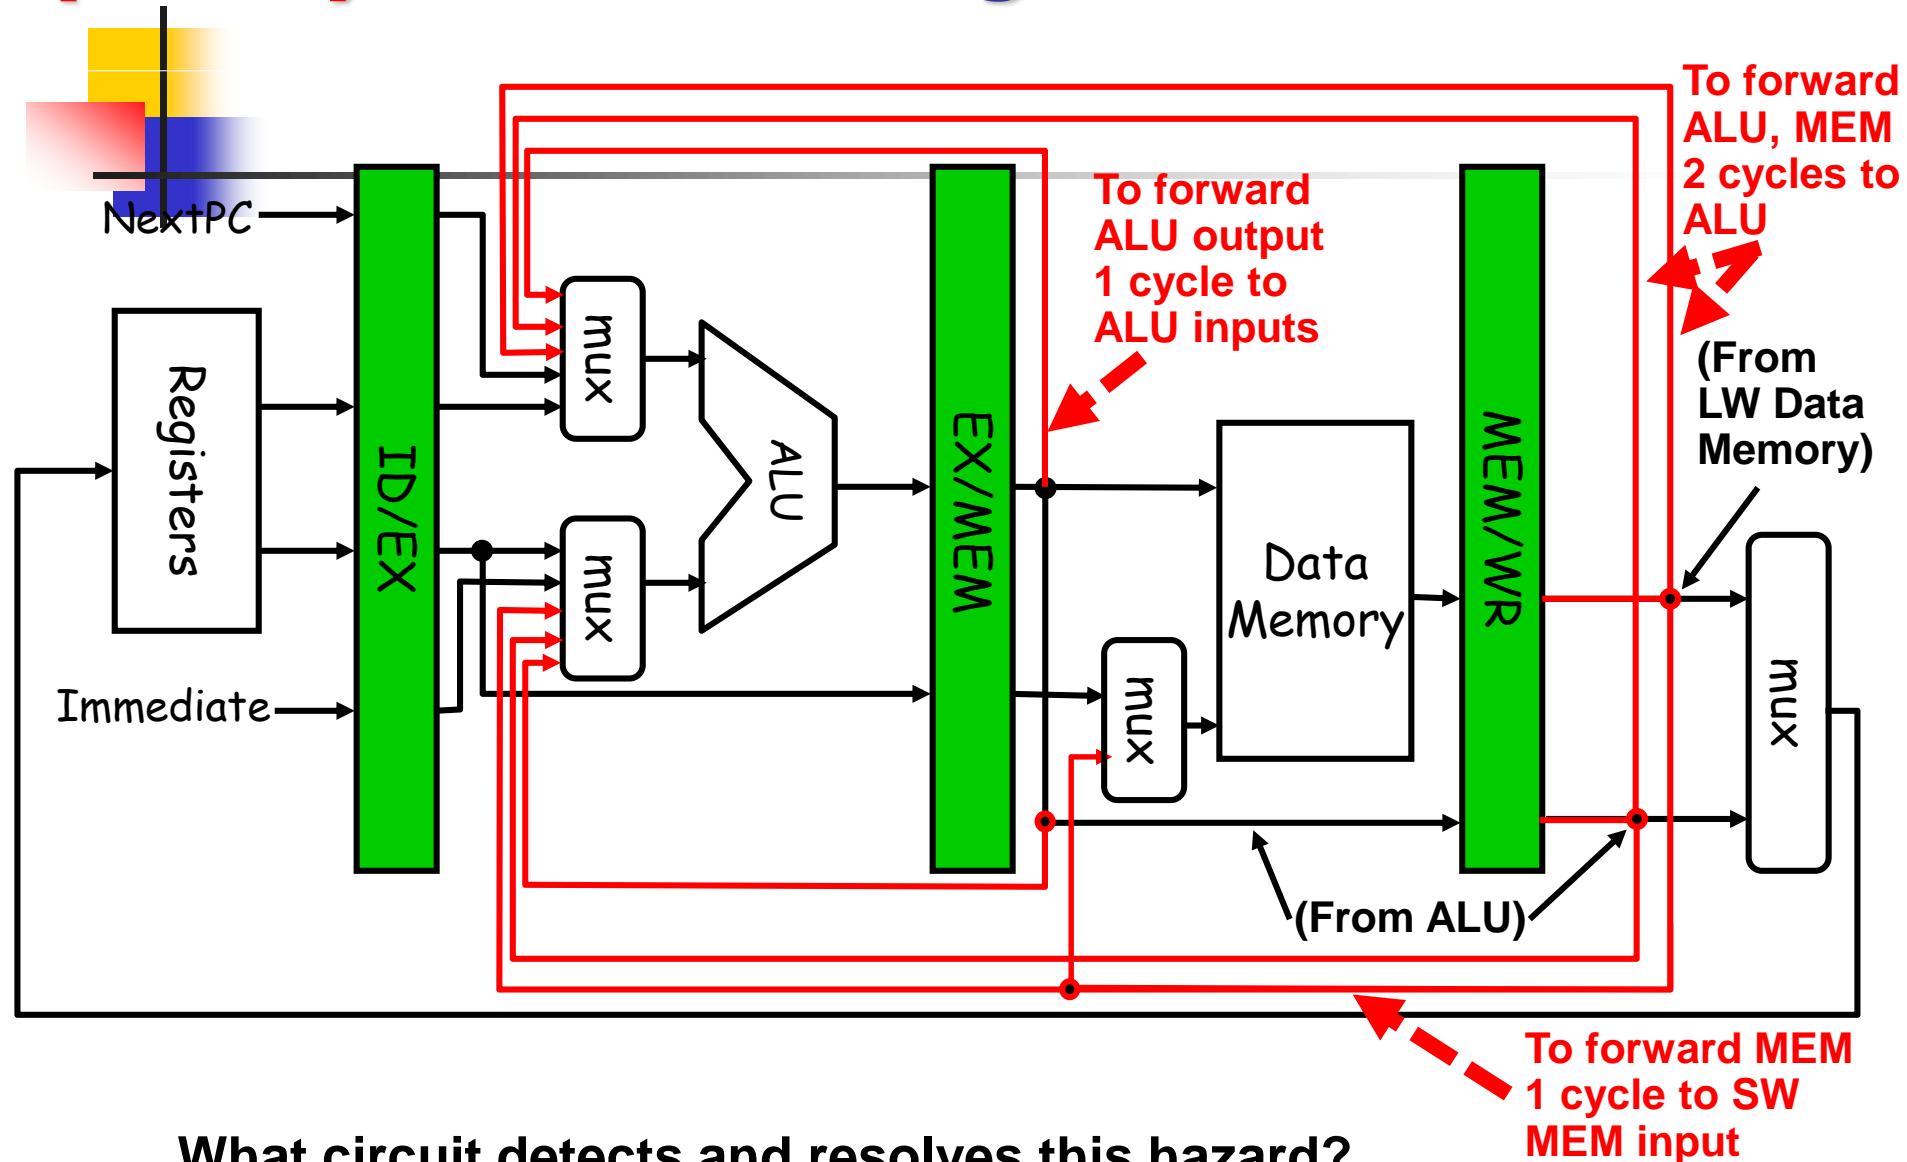 To forward
ALU, MEM
2 cycles to
ALU
To forward
ALU output
1 cycle to
ALU inputs
NextPC
Registers
Immediate
ID/EX
mux
mux
ALU
EX/MEM
(From
LW Data
Memory)
Data
Memory
mux
MEM/WR
mux
(From ALU)
To forward MEM
1 cycle to SW
MEM input
What circuit detects and resolves this hazard?